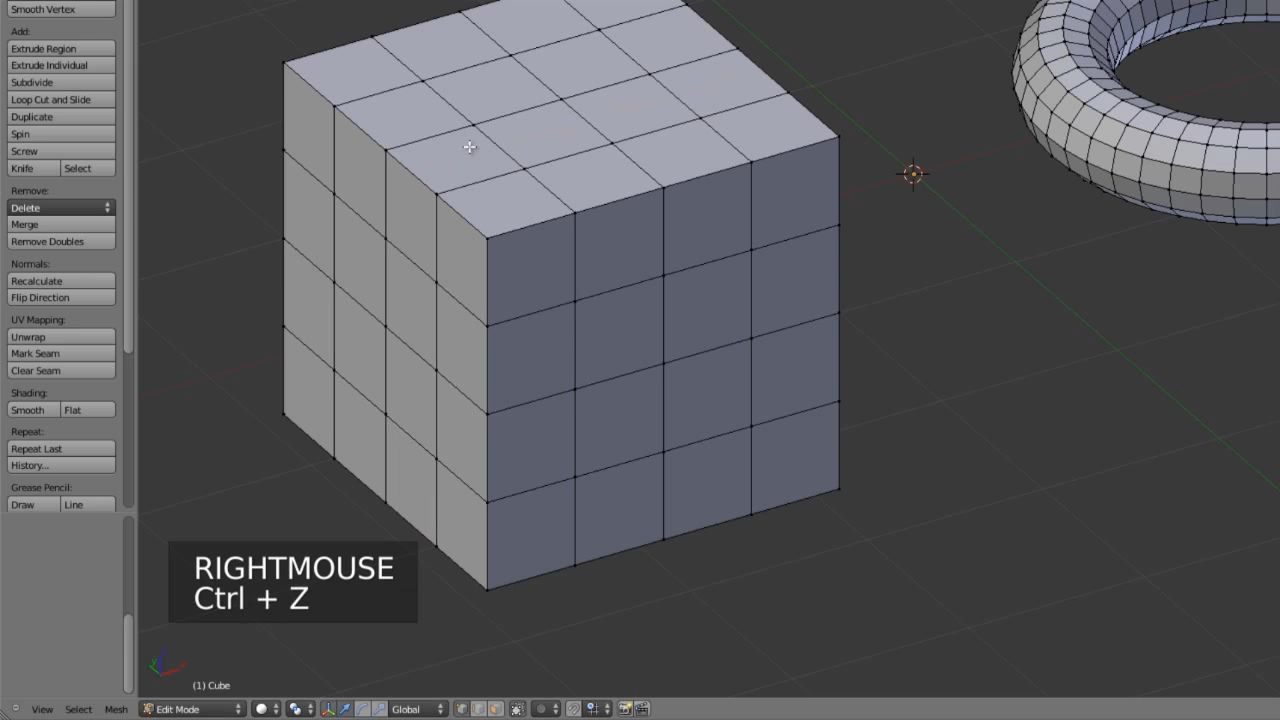 Smooth Vertex
Add:
Extrude Region
Extrude Individual
Subdivide
Loop Cut and Slide
Duplicate
Spin
Screw
Knife Select
Remove:
Delete
Merge
Remove Doubles
Normals:
Recalculate
Flip Direction
UV Mapping:
Unwrap
Mark Seam
Clear Seam
Shading:
Smooth Flat
Repeat:
Repeat Last
History...
Grease Pencil:
Draw Line
RIGHTMOUSE
Ctrl + Z
(1) Cube
View Select Mesh Edit Mode Global